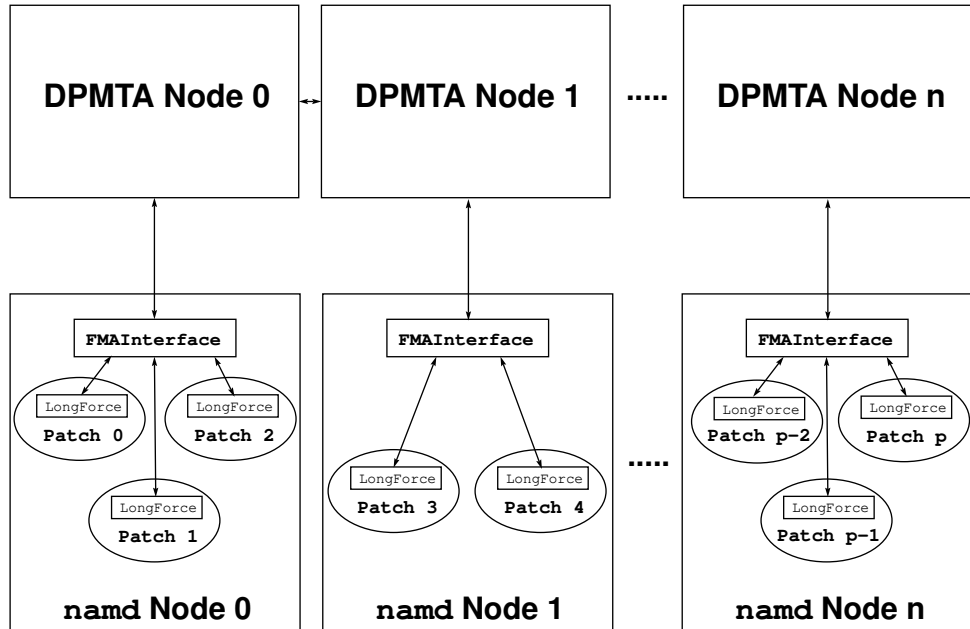 DPMTA Node 0
DPMTA Node 1
.....
DPMTA Node n
FMAInterface
FMAInterface
FMAInterface
LongForce
Patch 0
LongForce
Patch 2
LongForce
Patch 1
LongForce
Patch 3
LongForce
Patch 4
.....
LongForce
Patch p-2
LongForce
Patch p
LongForce
Patch p-1
namd Node 0
namd Node 1
namd Node n